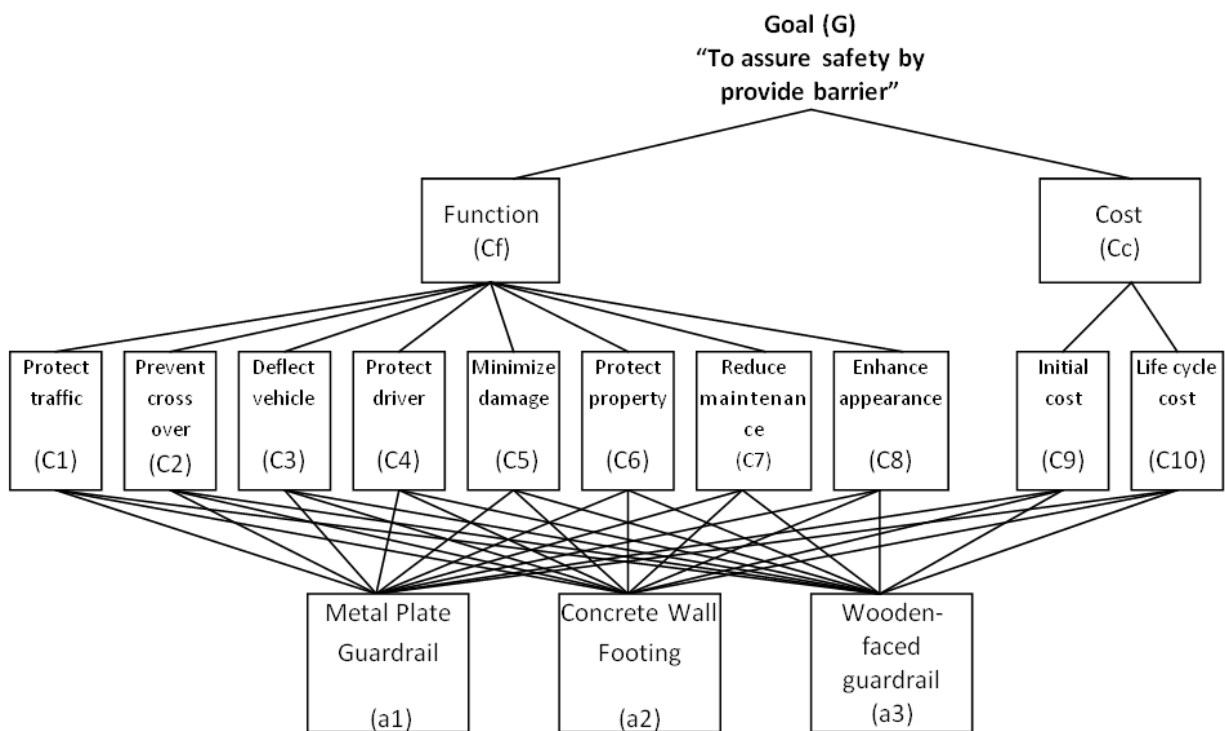 Goal (G)
“To assure safety by
provide barrier”
Function
(Cf)
Cost
(Cc)
Protect
traffic
(C1)
Prevent
cross
over
(C2)
Deflect
vehicle
(C3)
Protect
driver
(C4)
Minimize
damage
(C5)
Protect
property
(C6)
Reduce
maintenan
ce
(C7)
Enhance
appearance
(C8)
Initial
cost
(C9)
Life cycle
cost
(C10)
Metal Plate
Guardrail
(a1)
Concrete Wall
Footing
(a2)
Wooden-
faced
guardrail
(a3)